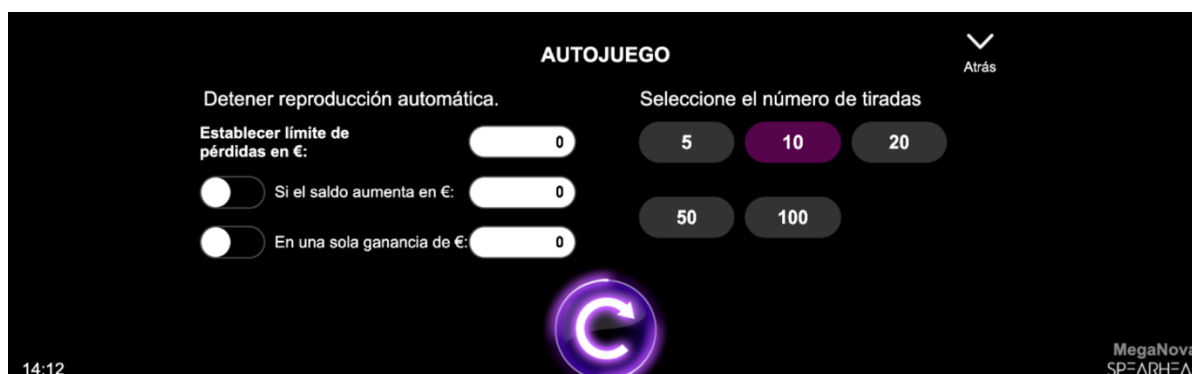 AUTOJUEGO
Atrás
Detener reproducción automática.
Seleccione el número de tiradas
Establecer límite de
pérdidas en €:
0
5
10
20
Si el saldo aumenta en €:
0
50
100
En una sola ganancia de €:
0
MegaNova
14:12